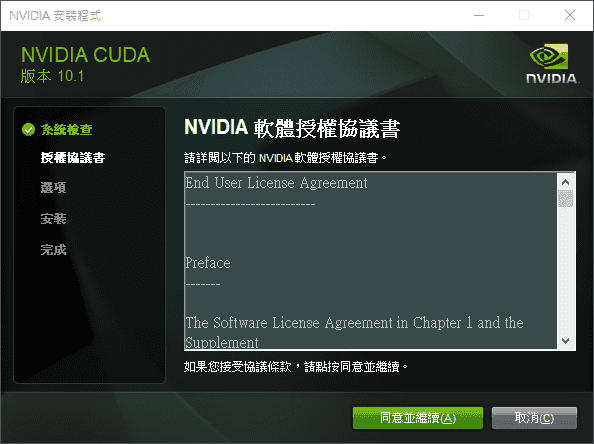 NVIDIA 安裝程式
NVIDIA CUDA
版本 10.1
NVIDIA.
系統檢查
授權協議書
選項
安裝
完成
NVIDIA 軟體授權協議書
請詳閱以下的 NVIDIA 軟體授權協議書。
End User License Agreement
--------------------------
Preface
-------
The Software License Agreement in Chapter 1 and the
Supplement
如果您接受協議條款，請點按同意並繼續。
同意並繼續(A)
取消(C)